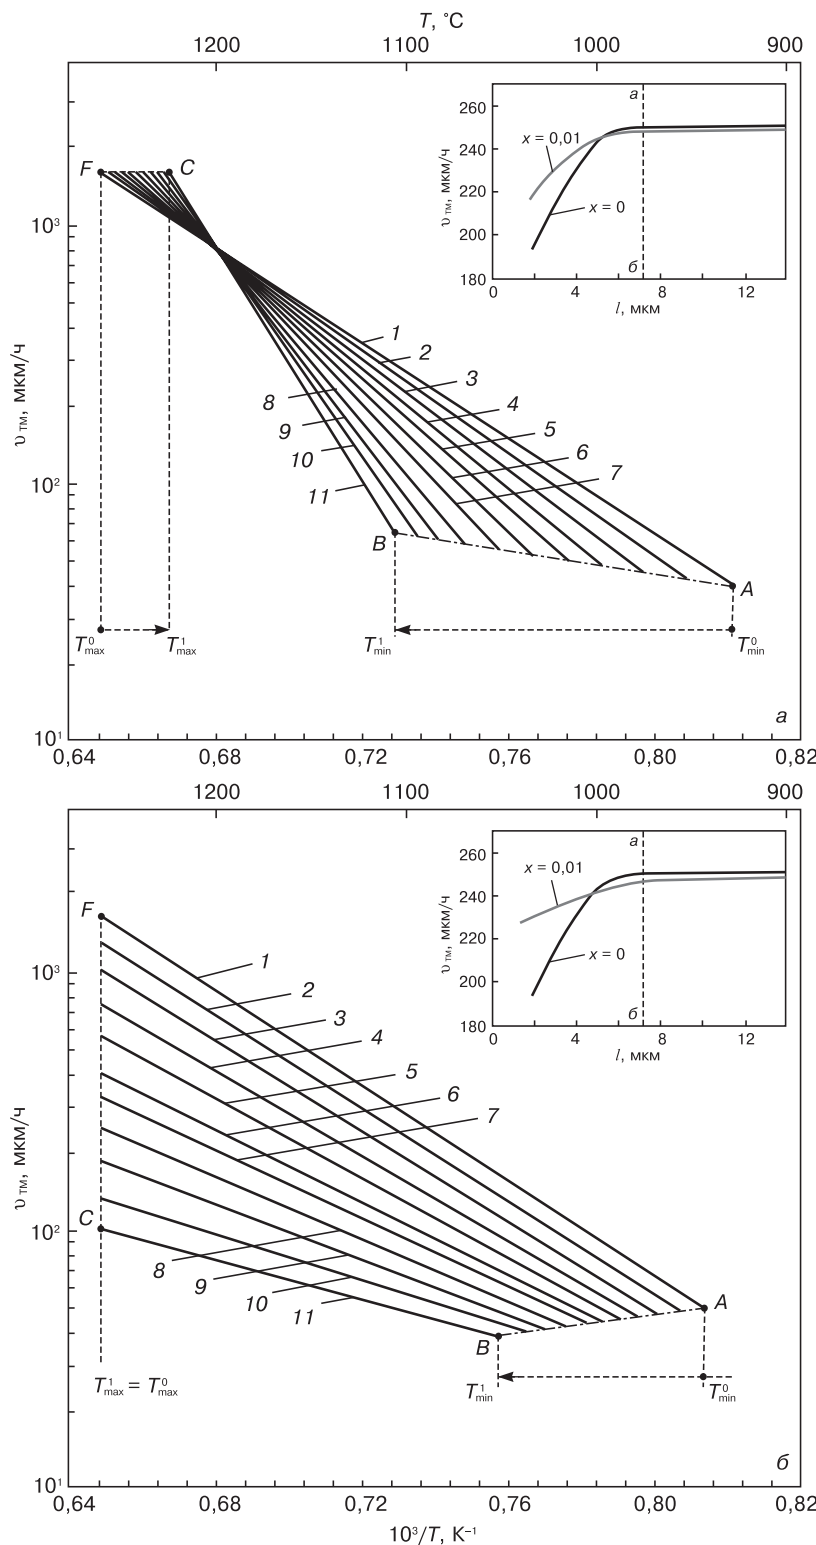 T, °C
1200 1100 1000 900
F C
260
240
220
200
180
0 4 8 12
υ ТМ, мкм/ч
l, мкм
a
б
x = 0,01
x = 0
10³
10²
10¹
υ ТМ, мкм/ч
1
2
3
4
5
6
7
8
9
10
11
B
A
T⁰max T¹max T¹min T⁰min
а
0,64 0,68 0,72 0,76 0,80 0,82
1200 1100 1000 900
F
260
240
220
200
180
0 4 8 12
υ ТМ, мкм/ч
l, мкм
a
б
x = 0,01
x = 0
10³
10²
10¹
υ ТМ, мкм/ч
1
2
3
4
5
6
7
C
8
9
10
11
A
B
T¹max = T⁰max T¹min T⁰min
б
0,64 0,68 0,72 0,76 0,80 0,82
10³/T, К⁻¹